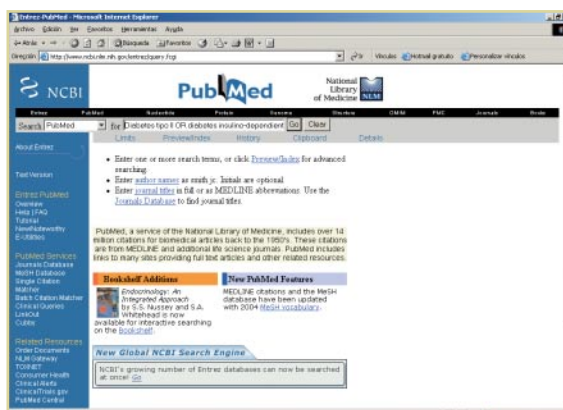 Entrez-PubMed - Microsoft Internet Explorer
Archivo Edición Ver Favoritos Herramientas Ayuda
Atrás Búsqueda Favoritos
Dirección http://www.ncbi.nlm.nih.gov/entrez/query.fcgi Ir Vínculos Hotmail gratuito Personalizar vínculos
NCBI PubMed National Library of Medicine NLM
Entrez PubMed Nucleotide Protein Genome Structure OMIM PMC Journals Books
Search PubMed for Diabetes tipo II OR diabetes insulino-dependient Go Clear
Limits Preview/Index History Clipboard Details
About Entrez
Text Version
Entrez PubMed
Overview
Help | FAQ
Tutorial
New/Noteworthy
E-Utilities
PubMed Services
Journals Database
MeSH Database
Single Citation
Matcher
Batch Citation Matcher
Clinical Queries
LinkOut
Cubby
Related Resources
Order Documents
NLM Gateway
TOXNET
Consumer Health
Clinical Alerts
ClinicalTrials.gov
PubMed Central
Enter one or more search terms, or click Preview/Index for advanced
searching.
Enter author names as smith jc. Initials are optional.
Enter journal titles in full or as MEDLINE abbreviations. Use the
Journals Database to find journal titles.
PubMed, a service of the National Library of Medicine, includes over 14
million citations for biomedical articles back to the 1950's. These citations
are from MEDLINE and additional life science journals. PubMed includes
links to many sites providing full text articles and other related resources.
Bookshelf Additions
Endocrinology: An
Integrated Approach
by S.S. Nussey and S.A.
Whitehead is now
available for interactive searching
on the bookshelf.
New PubMed Features
MEDLINE citations and the MeSH
database have been updated
with 2004 MeSH vocabulary.
New Global NCBI Search Engine
NCBI's growing number of Entrez databases can now be searched
at once! Go